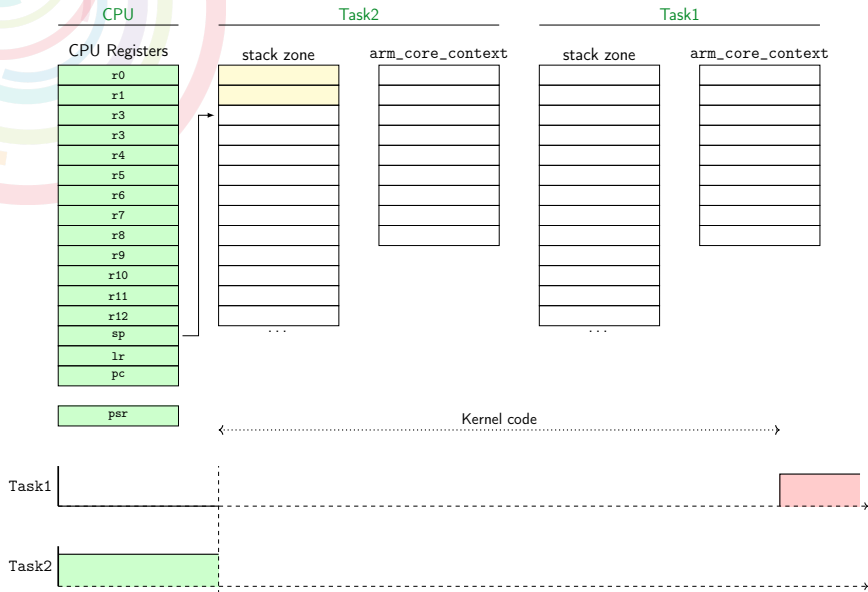 CPU
Task2
Task1
CPU Registers
stack zone
arm_core_context
stack zone
arm_core_context
r0
r1
r3
r3
r4
r5
r6
r7
r8
r9
r10
r11
r12
sp
lr
pc
psr
...
...
Kernel code
Task1
Task2